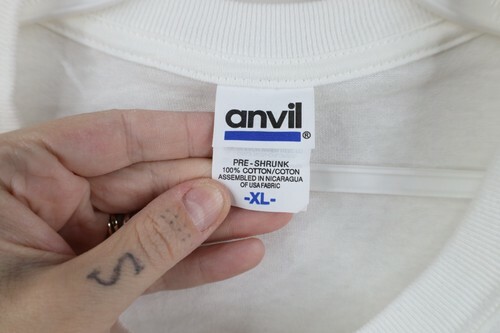 anvil®
PRE-SHRUNK
100% COTTON/COTON
ASSEMBLED IN NICARAGUA
OF USA FABRIC
-XL-
S